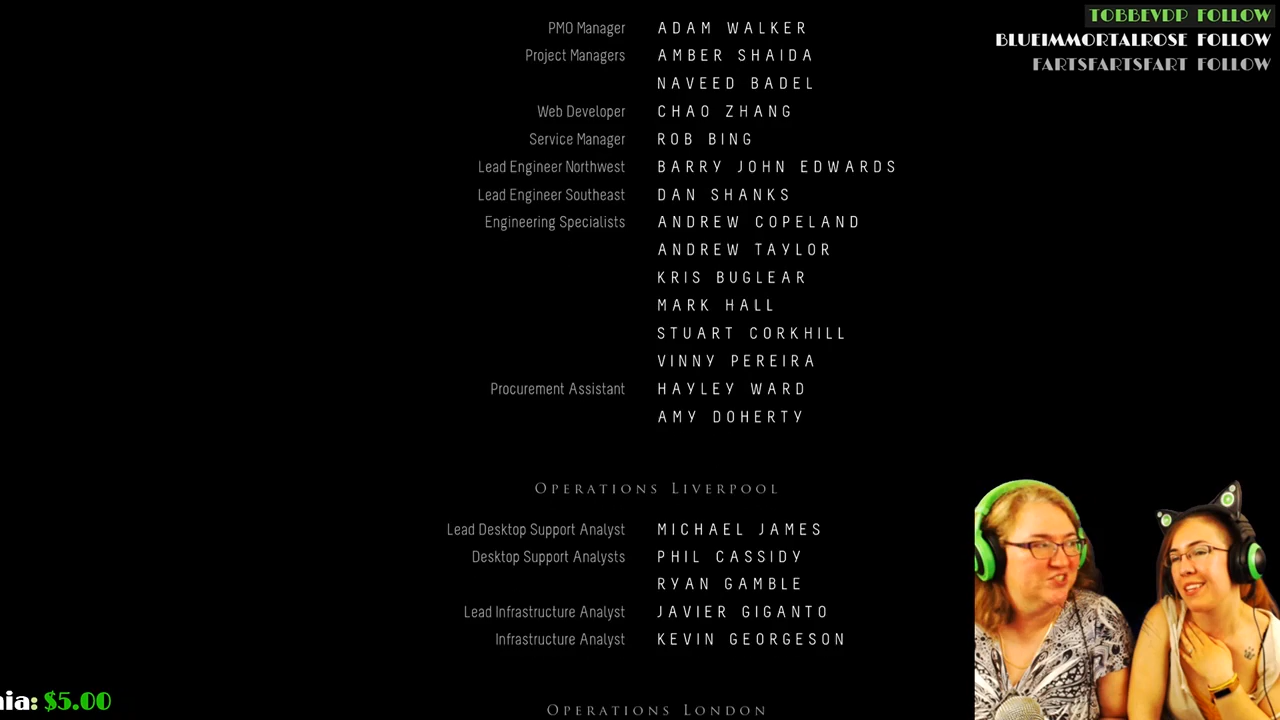 TOBBEVDP FOLLOW
BLUEIMMORTALROSE FOLLOW
FARTSFARTSFART FOLLOW
PMO Manager ADAM WALKER
Project Managers AMBER SHAIDA
NAVEED BADEL
Web Developer CHAO ZHANG
Service Manager ROB BING
Lead Engineer Northwest BARRY JOHN EDWARDS
Lead Engineer Southeast DAN SHANKS
Engineering Specialists ANDREW COPELAND
ANDREW TAYLOR
KRIS BUGLEAR
MARK HALL
STUART CORKHILL
VINNY PEREIRA
Procurement Assistant HAYLEY WARD
AMY DOHERTY
OPERATIONS LIVERPOOL
Lead Desktop Support Analyst MICHAEL JAMES
Desktop Support Analysts PHIL CASSIDY
RYAN GAMBLE
Lead Infrastructure Analyst JAVIER GIGANTO
Infrastructure Analyst KEVIN GEORGESON
OPERATIONS LONDON
$5.00